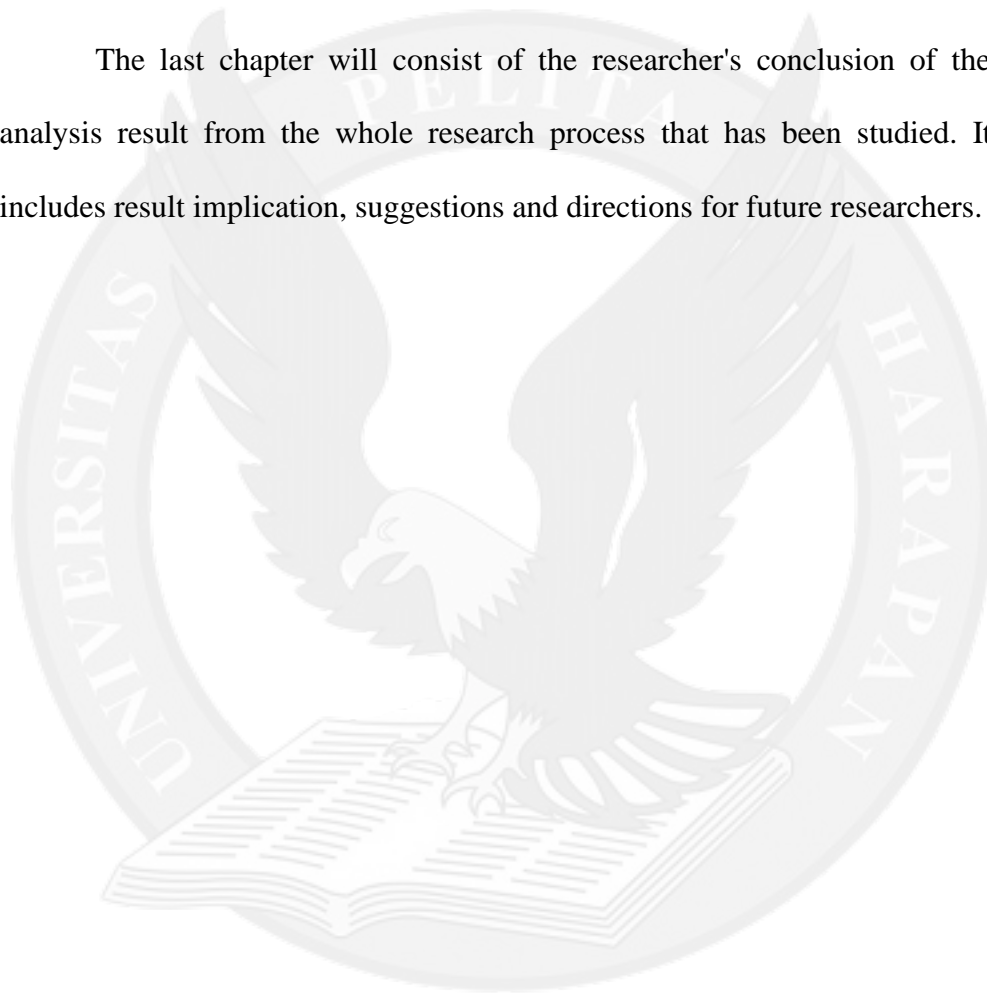 The last chapter will consist of the researcher's conclusion of the
analysis result from the whole research process that has been studied. It
includes result implication, suggestions and directions for future researchers.
UNIVERSITAS PELITA HARAPAN